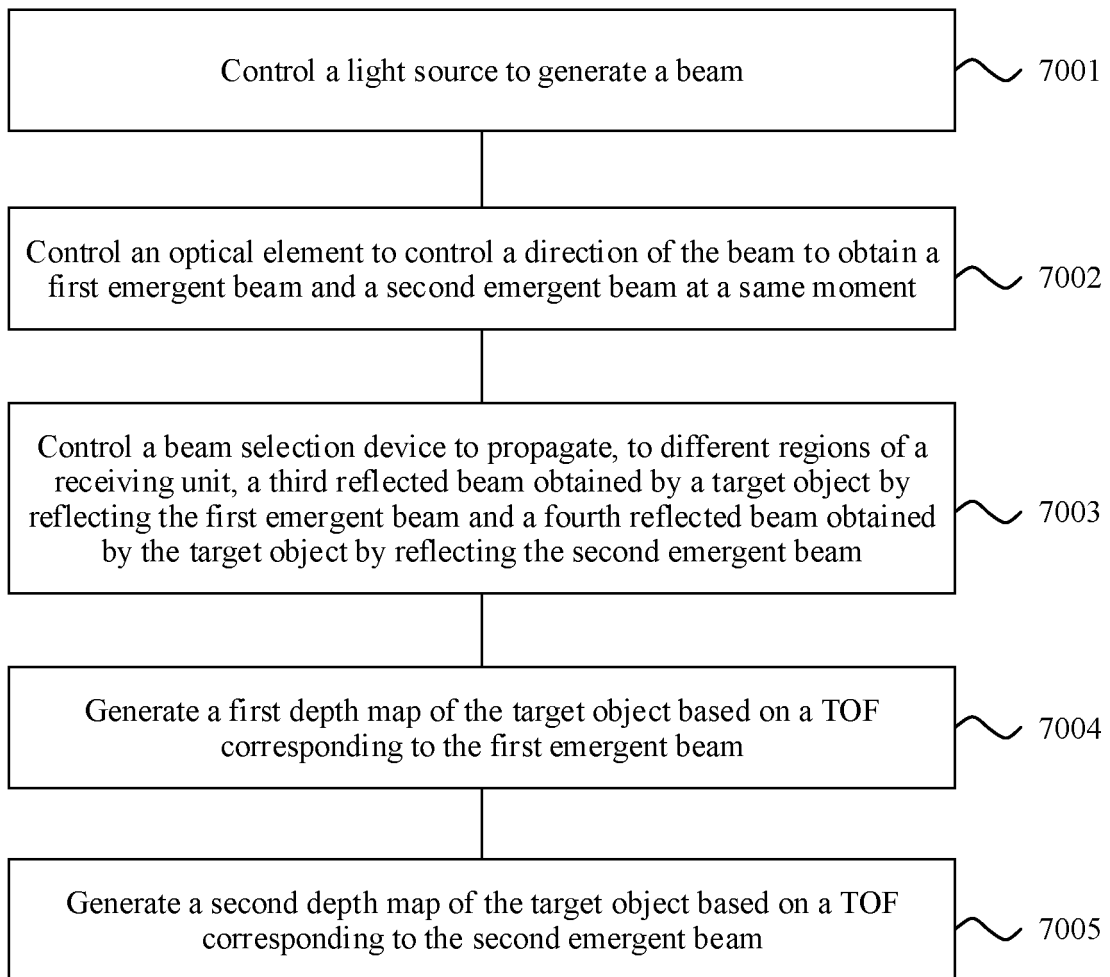 Control a light source to generate a beam
7001
Control an optical element to control a direction of the beam to obtain a
first emergent beam and a second emergent beam at a same moment
7002
Control a beam selection device to propagate, to different regions of a
receiving unit, a third reflected beam obtained by a target object by
reflecting the first emergent beam and a fourth reflected beam obtained
by the target object by reflecting the second emergent beam
7003
Generate a first depth map of the target object based on a TOF
corresponding to the first emergent beam
7004
Generate a second depth map of the target object based on a TOF
corresponding to the second emergent beam
7005